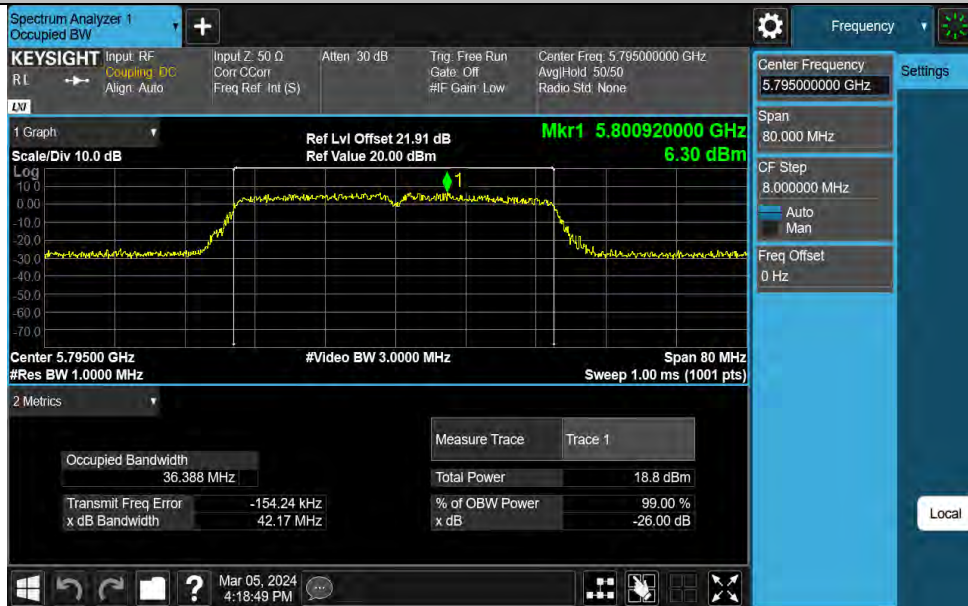 Spectrum Analyzer 1
Occupied BW
+
Frequency
KEYSIGHT
Input: RF
Coupling: DC
Align: Auto
Input Z: 50 Ω
Corr CCorr
Freq Ref: Int (S)
Atten: 30 dB
Trig: Free Run
Gate: Off
#IF Gain: Low
Center Freq: 5.795000000 GHz
Avg|Hold: 50/50
Radio Std: None
LXI
Center Frequency
5.795000000 GHz
Settings
Span
80.000 MHz
CF Step
8.000000 MHz
Auto
Man
Freq Offset
0 Hz
Local
1 Graph
Scale/Div 10.0 dB
Ref Lvl Offset 21.91 dB
Ref Value 20.00 dBm
Mkr1 5.800920000 GHz
6.30 dBm
Log
10.0
0.00
-10.0
-20.0
-30.0
-40.0
-50.0
-60.0
-70.0
1
Center 5.79500 GHz
#Video BW 3.0000 MHz
Span 80 MHz
#Res BW 1.0000 MHz
Sweep 1.00 ms (1001 pts)
2 Metrics
Measure Trace
Trace 1
Occupied Bandwidth
36.388 MHz
Total Power
18.8 dBm
Transmit Freq Error
-154.24 kHz
% of OBW Power
99.00 %
x dB Bandwidth
42.17 MHz
x dB
-26.00 dB
?
Mar 05, 2024
4:18:49 PM